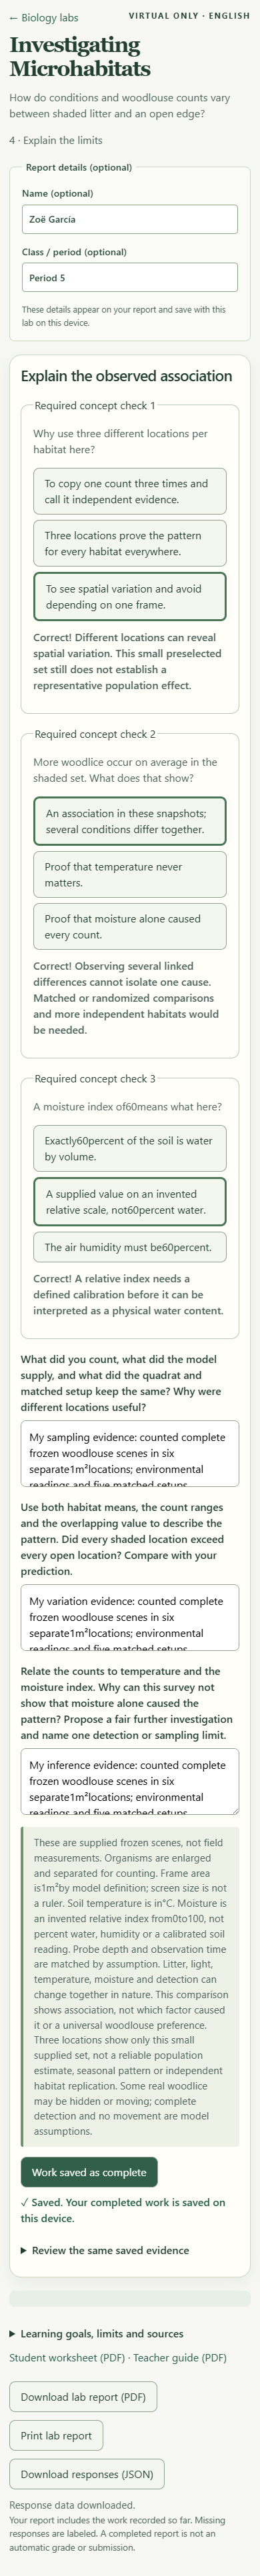 ← Biology labs
VIRTUAL ONLY · ENGLISH
Investigating
Microhabitats
How do conditions and woodlouse counts vary
between shaded litter and an open edge?
4 · Explain the limits
Report details (optional)
Name (optional)
Zoë García
Class / period (optional)
Period 5
These details appear on your report and save with this
lab on this device.
Explain the observed association
Required concept check 1
Why use three different locations per
habitat here?
To copy one count three times and
call it independent evidence.
Three locations prove the pattern
for every habitat everywhere.
To see spatial variation and avoid
depending on one frame.
Correct! Different locations can reveal
spatial variation. This small preselected
set still does not establish a
representative population effect.
Required concept check 2
More woodlice occur on average in the
shaded set. What does that show?
An association in these snapshots;
several conditions differ together.
Proof that temperature never
matters.
Proof that moisture alone caused
every count.
Correct! Observing several linked
differences cannot isolate one cause.
Matched or randomized comparisons
and more independent habitats would
be needed.
Required concept check 3
A moisture index of60means what here?
Exactly60percent of the soil is water
by volume.
A supplied value on an invented
relative scale, not60percent water.
The air humidity must be60percent.
Correct! A relative index needs a
defined calibration before it can be
interpreted as a physical water content.
What did you count, what did the model
supply, and what did the quadrat and
matched setup keep the same? Why were
different locations useful?
My sampling evidence: counted complete
frozen woodlouse scenes in six
separate1m²locations; environmental
readings and five matched setups
Use both habitat means, the count ranges
and the overlapping value to describe the
pattern. Did every shaded location exceed
every open location? Compare with your
prediction.
My variation evidence: counted complete
frozen woodlouse scenes in six
separate1m²locations; environmental
readings and five matched setups
Relate the counts to temperature and the
moisture index. Why can this survey not
show that moisture alone caused the
pattern? Propose a fair further investigation
and name one detection or sampling limit.
My inference evidence: counted complete
frozen woodlouse scenes in six
separate1m²locations; environmental
readings and five matched setups
These are supplied frozen scenes, not field
measurements. Organisms are enlarged
and separated for counting. Frame area
is1m²by model definition; screen size is not
a ruler. Soil temperature is in°C. Moisture is
an invented relative index from0to100, not
percent water, humidity or a calibrated soil
reading. Probe depth and observation time
are matched by assumption. Litter, light,
temperature, moisture and detection can
change together in nature. This comparison
shows association, not which factor caused
it or a universal woodlouse preference.
Three locations show only this small
supplied set, not a reliable population
estimate, seasonal pattern or independent
habitat replication. Some real woodlice
may be hidden or moving; complete
detection and no movement are model
assumptions.
Work saved as complete
✓ Saved. Your completed work is saved on
this device.
▶ Review the same saved evidence
▶ Learning goals, limits and sources
Student worksheet (PDF) · Teacher guide (PDF)
Download lab report (PDF)
Print lab report
Download responses (JSON)
Response data downloaded.
Your report includes the work recorded so far. Missing
responses are labeled. A completed report is not an
automatic grade or submission.